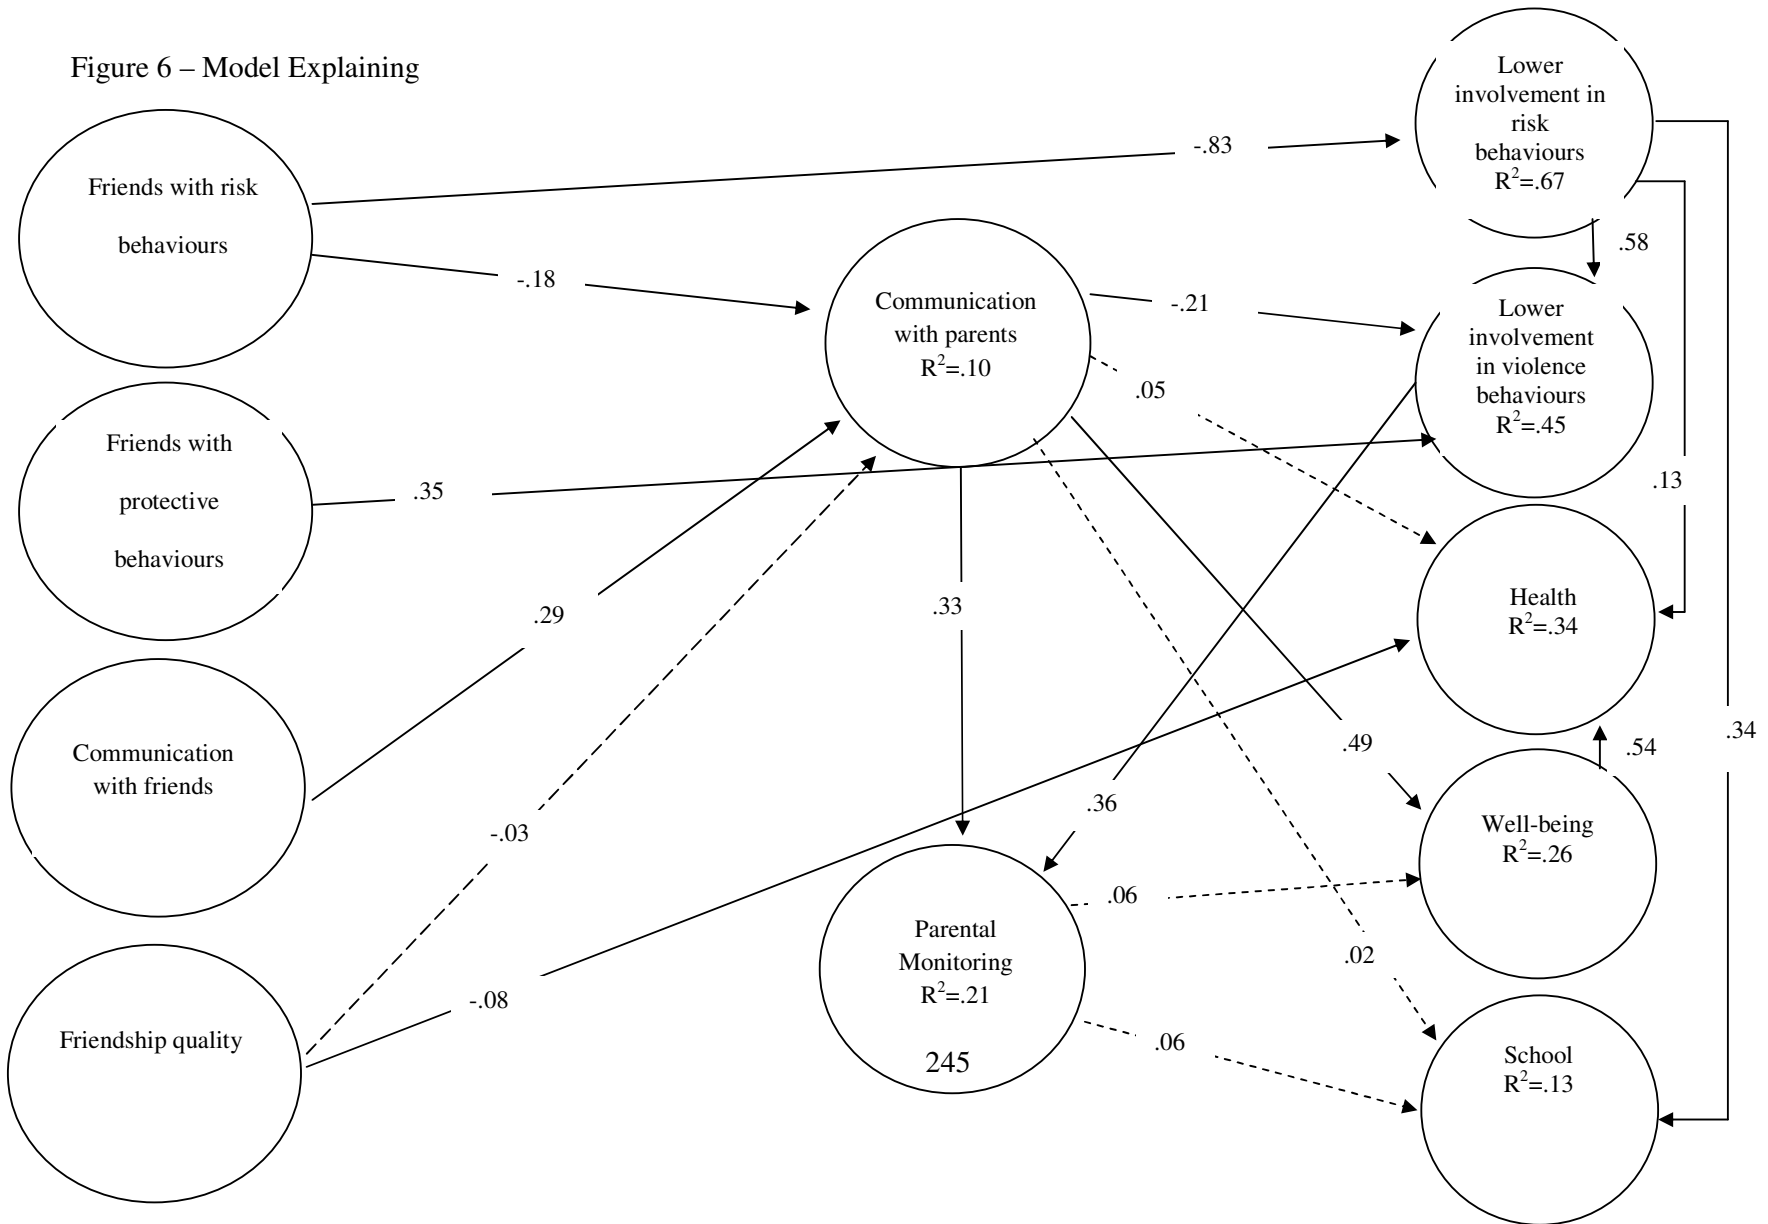 Figure 6 – Model Explaining
Lower
involvement in
risk
behaviours
R²=.67
-.83
Friends with risk
behaviours
-.18
.58
Communication
with parents
R²=.10
-.21
Lower
involvement
in violence
behaviours
R²=.45
.05
Friends with
protective
behaviours
.35
.13
.29
.33
Health
R²=.34
Communication
with friends
.49
.54
.34
-.03
.36
Well-being
R²=.26
.06
Parental
Monitoring
R²=.21
.02
-.08
Friendship quality
.06
245
School
R²=.13